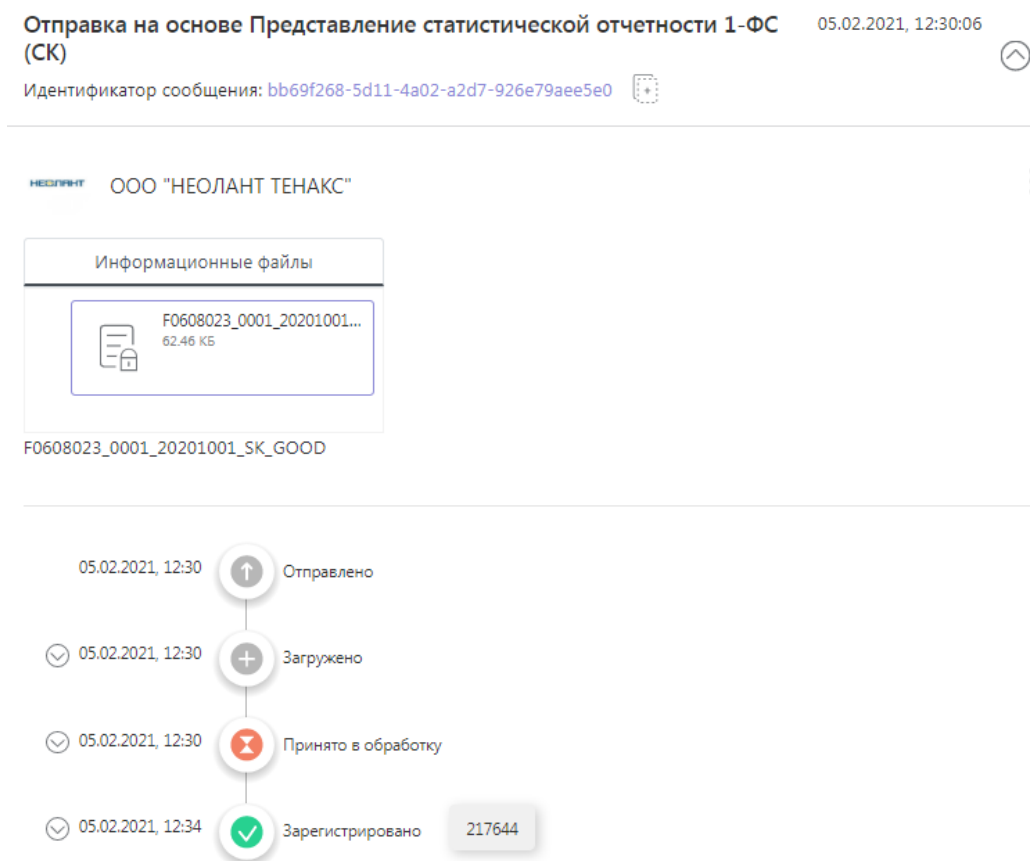 Отправка на основе Представление статистической отчетности 1-ФС 05.02.2021, 12:30:06
(СК)
Идентификатор сообщения: bb69f268-5d11-4a02-a2d7-926e79aee5e0
НЕОЛАНТ ООО "НЕОЛАНТ ТЕНАКС"
Информационные файлы
F0608023_0001_20201001...
62.46 КБ
F0608023_0001_20201001_SK_GOOD
05.02.2021, 12:30 Отправлено
05.02.2021, 12:30 Загружено
05.02.2021, 12:30 Принято в обработку
05.02.2021, 12:34 Зарегистрировано 217644